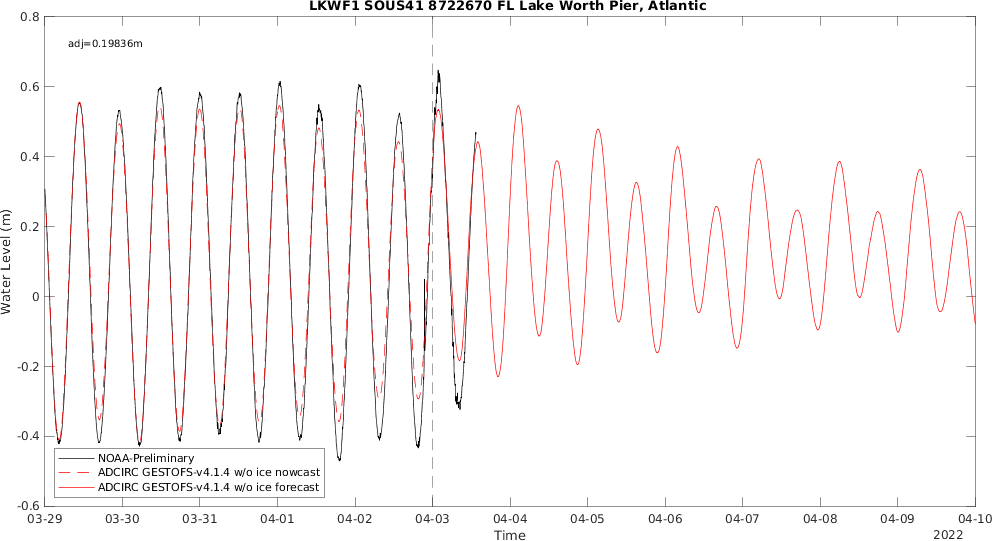 LKWF1 SOUS41 8722670 FL Lake Worth Pier, Atlantic
adj=0.19836m
0.8
0.6
0.4
0.2
0
-0.2
-0.4
-0.6
Water Level (m)
NOAA-Preliminary
ADCIRC GESTOFS-v4.1.4 w/o ice nowcast
ADCIRC GESTOFS-v4.1.4 w/o ice forecast
03-29 03-30 03-31 04-01 04-02 04-03 04-04 04-05 04-06 04-07 04-08 04-09 04-10
Time
2022